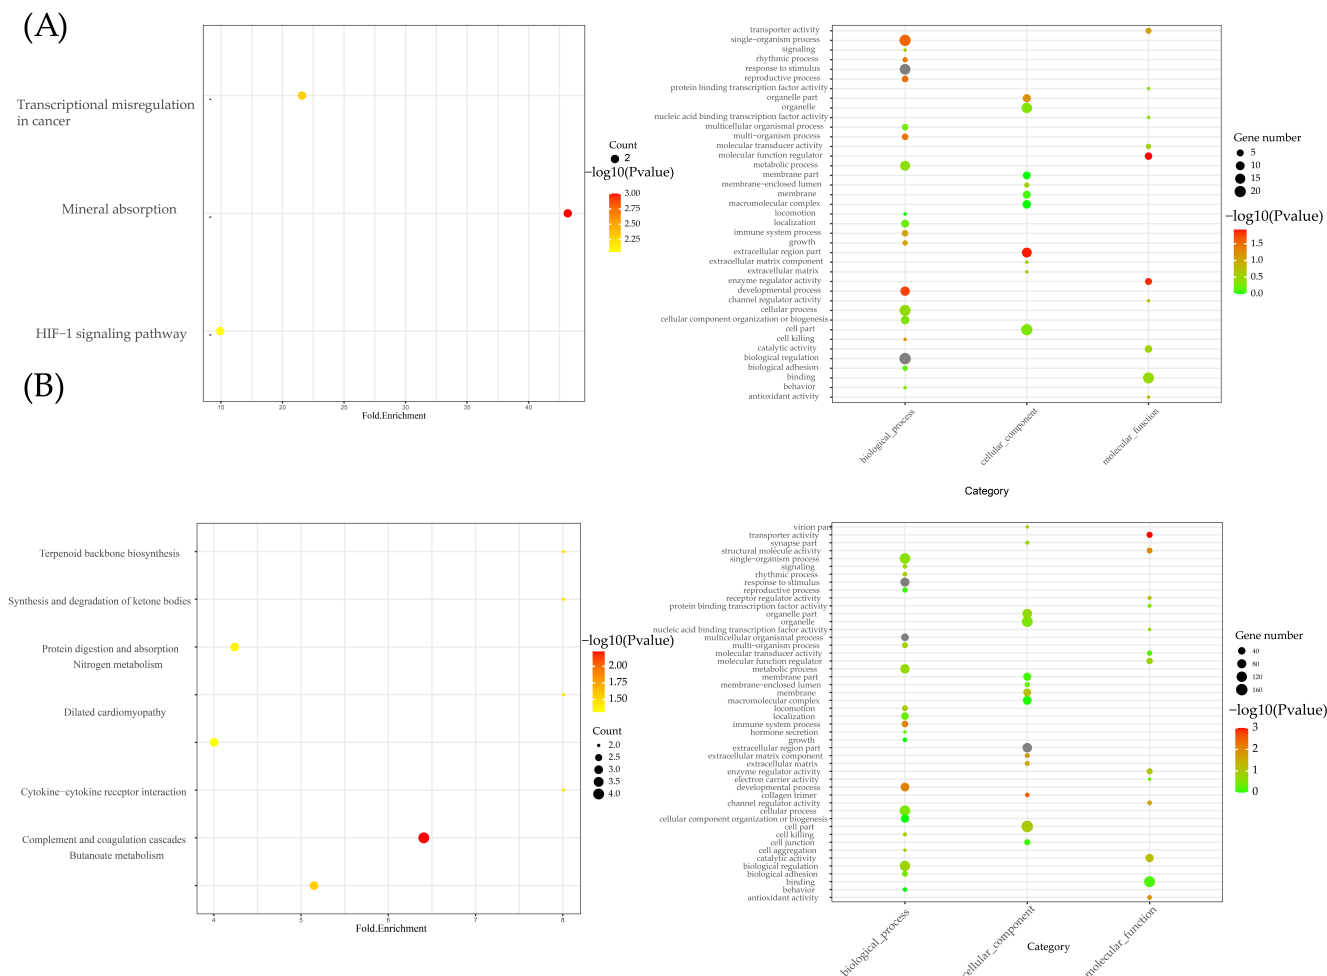 (A)
Transcriptional misregulation
in cancer
Mineral absorption
HIF−1 signaling pathway
15
20
25
30
35
40
Fold.Enrichment
Count
2
−log10(Pvalue)
3.00
2.75
2.50
2.25
transporter activity
single−organism process
signaling
rhythmic process
response to stimulus
reproductive process
protein binding transcription factor activity
organelle part
organelle
nucleic acid binding transcription factor activity
multicellular organismal process
multi−organism process
molecular transducer activity
molecular function regulator
metabolic process
membrane part
membrane−enclosed lumen
membrane
macromolecular complex
locomotion
localization
immune system process
growth
extracellular region part
extracellular matrix component
extracellular matrix
enzyme regulator activity
developmental process
channel regulator activity
cellular process
cellular component organization or biogenesis
cell part
cell killing
catalytic activity
biological regulation
biological adhesion
binding
behavior
antioxidant activity
biological_process
cellular_component
molecular_function
Category
Gene number
5
10
15
20
−log10(Pvalue)
1.5
1.0
0.5
0.0
(B)
Terpenoid backbone biosynthesis
Synthesis and degradation of ketone bodies
Protein digestion and absorption
Nitrogen metabolism
Dilated cardiomyopathy
Cytokine−cytokine receptor interaction
Complement and coagulation cascades
Butanoate metabolism
4
5
6
7
8
Fold.Enrichment
−log10(Pvalue)
2.00
1.75
1.50
Count
2.0
2.5
3.0
3.5
4.0
virion par
transporter activity
synapse part
structural molecule activity
single−organism process
signaling
rhythmic process
response to stimulus
reproductive process
receptor regulator activity
protein binding transcription factor activity
organelle part
organelle
nucleic acid binding transcription factor activity
multicellular organismal process
multi−organism process
molecular transducer activity
molecular function regulator
metabolic process
membrane part
membrane−enclosed lumen
membrane
macromolecular complex
locomotion
localization
immune system process
hormone secretion
growth
extracellular region part
extracellular matrix component
extracellular matrix
enzyme regulator activity
electron carrier activity
developmental process
collagen trimer
channel regulator activity
cellular process
cellular component organization or biogenesis
cell part
cell killing
cell junction
cell aggregation
catalytic activity
biological regulation
biological adhesion
binding
behavior
antioxidant activity
biological_process
cellular_component
molecular_function
Category
Gene number
40
80
120
160
−log10(Pvalue)
3
2
1
0